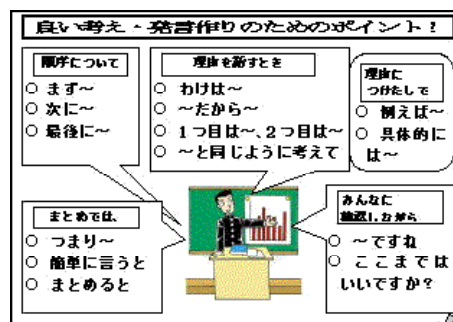 良い考え・発言作りのためのポイント！
順序について
○ まず～
○ 次に～
○ 最後に～
理由を話すとき
○ わけは～
○ ～だから～
○ １つ目は～、２つ目は～
○ ～と同じように考えて
理由に
つけたして
○ 例えば～
○ 具体的に
は～
まとめでは、
○ つまり～
○ 簡単に言うと
○ まとめると
みんなに
確認しながら
○ ～ですね
○ ここまでは
いいですか？